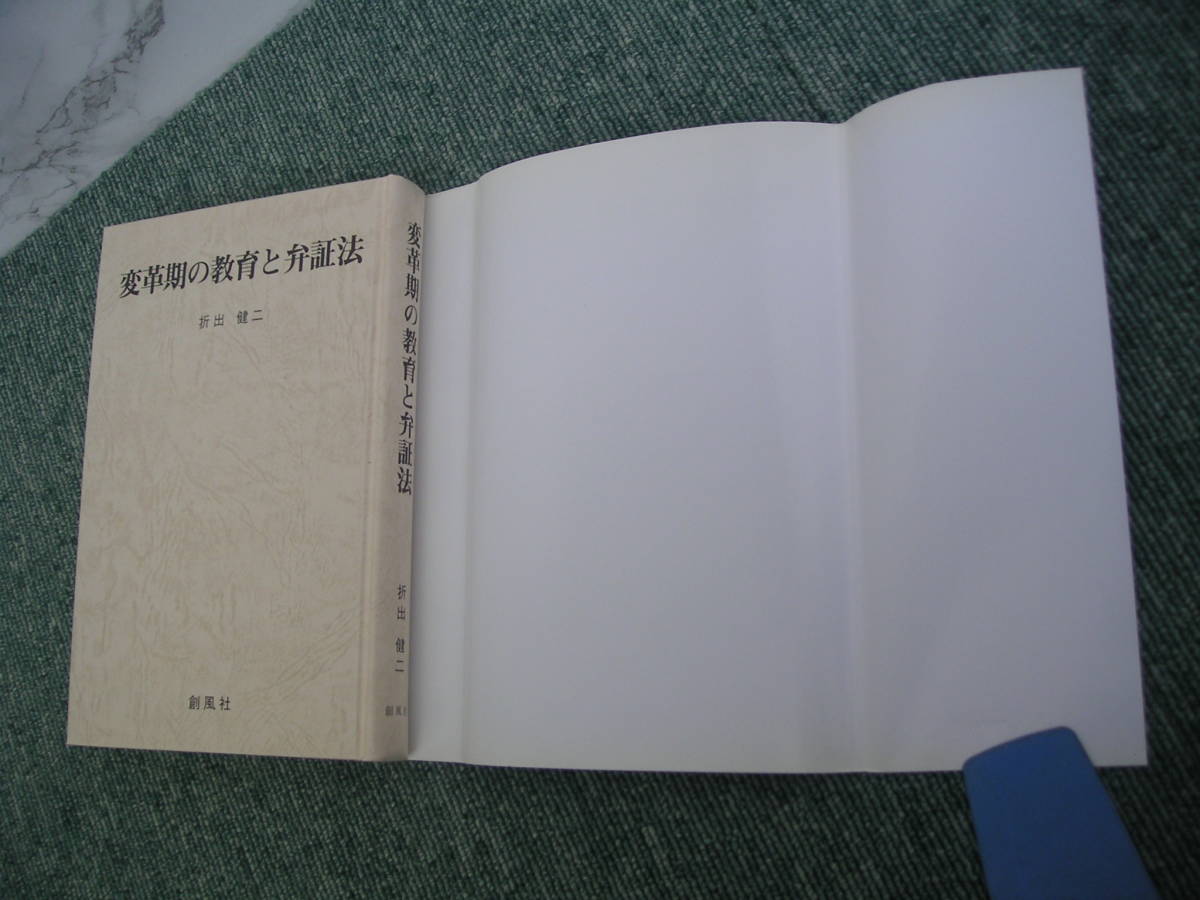 変革期の教育と弁証法
折出 健二
創風社
変革期の教育と弁証法
折出 健二
創風社